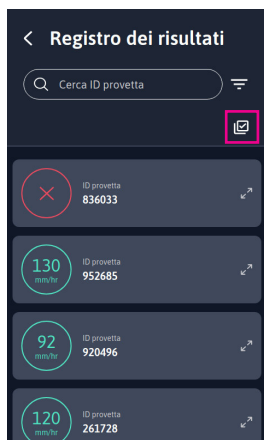 Registro dei risultati
Cerca ID provetta
ID provetta
836033
130
mm/hr
ID provetta
952685
92
mm/hr
ID provetta
920496
120
mm/hr
ID provetta
261728